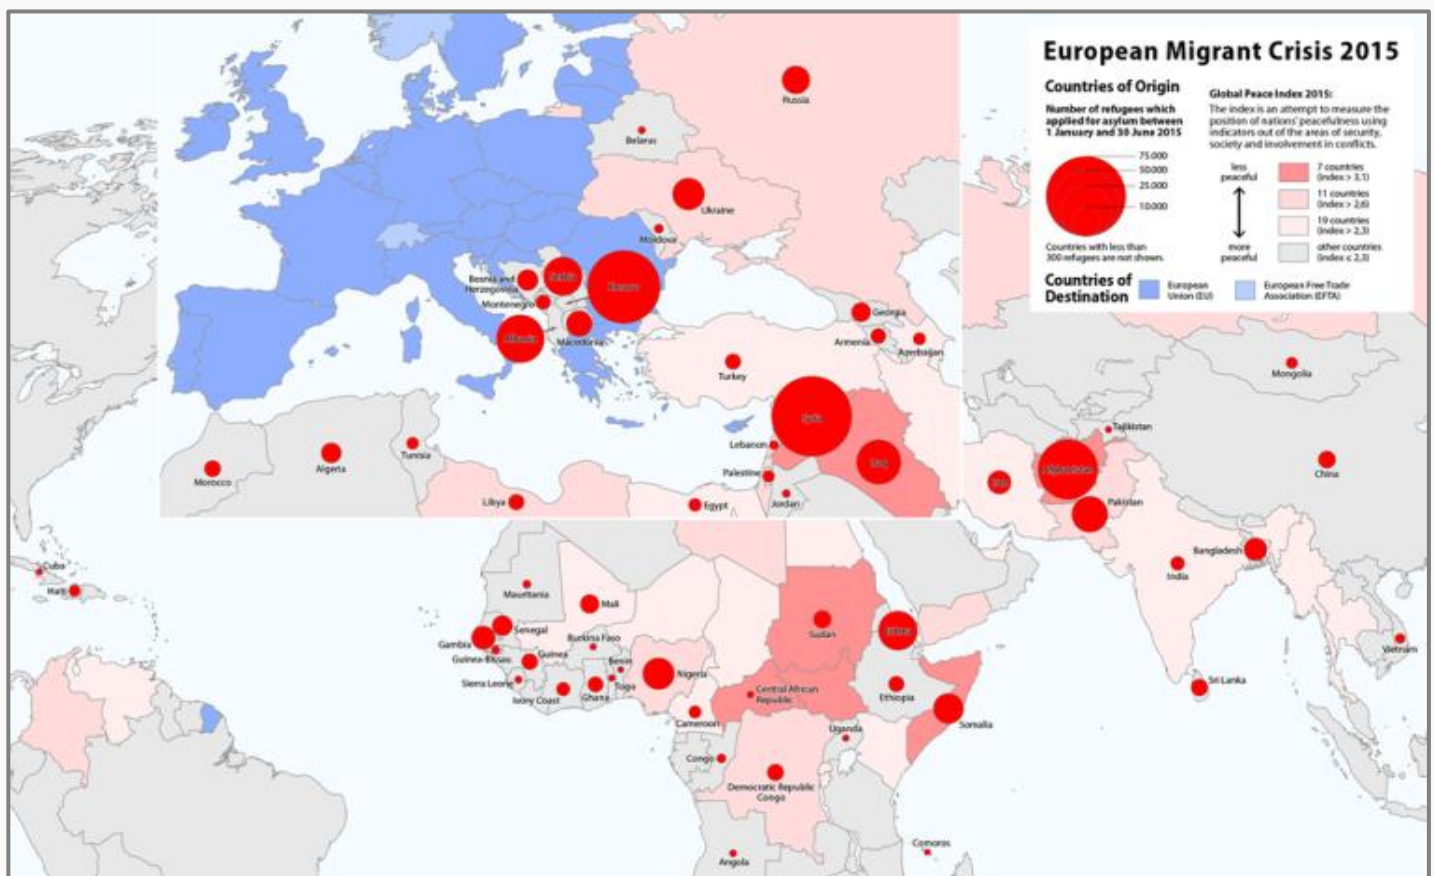 European Migrant Crisis 2015
Countries of Origin
Number of refugees which
applied for asylum between
1 January and 30 June 2015
75.000
50.000
25.000
10.000
Countries with less than
300 refugees are not shown.
Global Peace Index 2015:
The index is an attempt to measure the
position of nations' peacefulness using
indicators out of the areas of security,
society and involvement in conflicts.
less
peaceful
more
peaceful
7 countries
(index > 3,1)
11 countries
(index > 2,6)
19 countries
(index > 2,3)
other countries
(index ≤ 2,3)
Countries of
Destination
European
Union (EU)
European Free Trade
Association (EFTA)
Russia
Belarus
Ukraine
Moldova
Bosnia and
Herzegovina
Serbia
Kosovo
Montenegro
Albania
Macedonia
Georgia
Armenia
Azerbaijan
Turkey
Syria
Lebanon
Iraq
Palestine
Jordan
Morocco
Algeria
Tunisia
Libya
Egypt
Mongolia
Tajikistan
Afghanistan
Iran
China
Pakistan
Bangladesh
India
Vietnam
Sri Lanka
Cuba
Haiti
Mauritania
Mali
Senegal
Gambia
Guinea-Bissau
Guinea
Burkina Faso
Benin
Sierra Leone
Ivory Coast
Ghana
Togo
Nigeria
Sudan
Eritrea
Central African
Republic
Ethiopia
Somalia
Cameroon
Uganda
Congo
Democratic Republic
Congo
Angola
Comoros